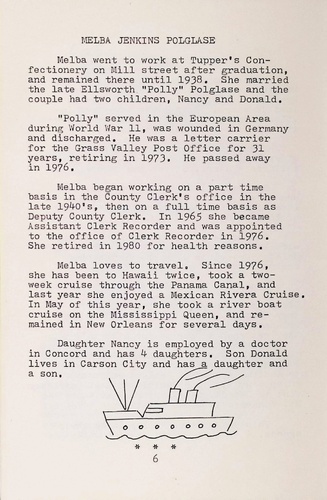 MELBA JENKINS POLGLASE
Melba went to work at Tupper's Con-
fectionery on Mill street after graduation,
and remained there until 1938. She married
the late Ellsworth "Polly" Polglase and the
couple had two children, Nancy and Donald.
"Polly" served in the European Area
during World War ll, was wounded in Germany
and discharged. He was a letter carrier
for the Grass Valley Post Office for 31
years, retiring in 1973. He passed away
in 1976.
Melba began working on a part time
basis in the County Clerk's office in the
late 1940's, then on a full time basis as
Deputy County Clerk. In 1965 she became
Assistant Clerk Recorder and was appointed
to the office of Clerk Recorder in 1976.
She retired in 1980 for health reasons.
Melba loves to travel. Since 1976,
she has been to Hawaii twice, took a two-
week cruise through the Panama Canal, and
last year she enjoyed a Mexican Rivera Cruise.
In May of this year, she took a river boat
cruise on the Mississippi Queen, and re-
mained in New Orleans for several days.
Daughter Nancy is employed by a doctor
in Concord and has 4 daughters. Son Donald
lives in Carson City and has a daughter and
a son.
* * *
6